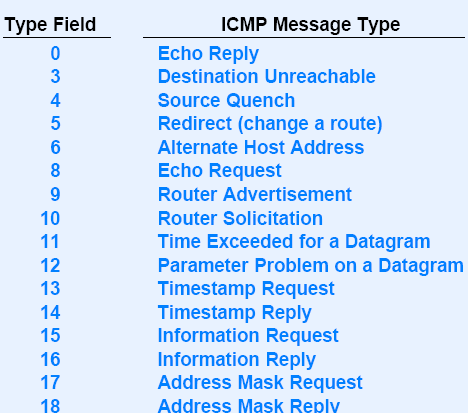 Type Field ICMP Message Type
0 Echo Reply
3 Destination Unreachable
4 Source Quench
5 Redirect (change a route)
6 Alternate Host Address
8 Echo Request
9 Router Advertisement
10 Router Solicitation
11 Time Exceeded for a Datagram
12 Parameter Problem on a Datagram
13 Timestamp Request
14 Timestamp Reply
15 Information Request
16 Information Reply
17 Address Mask Request
18 Address Mask Reply